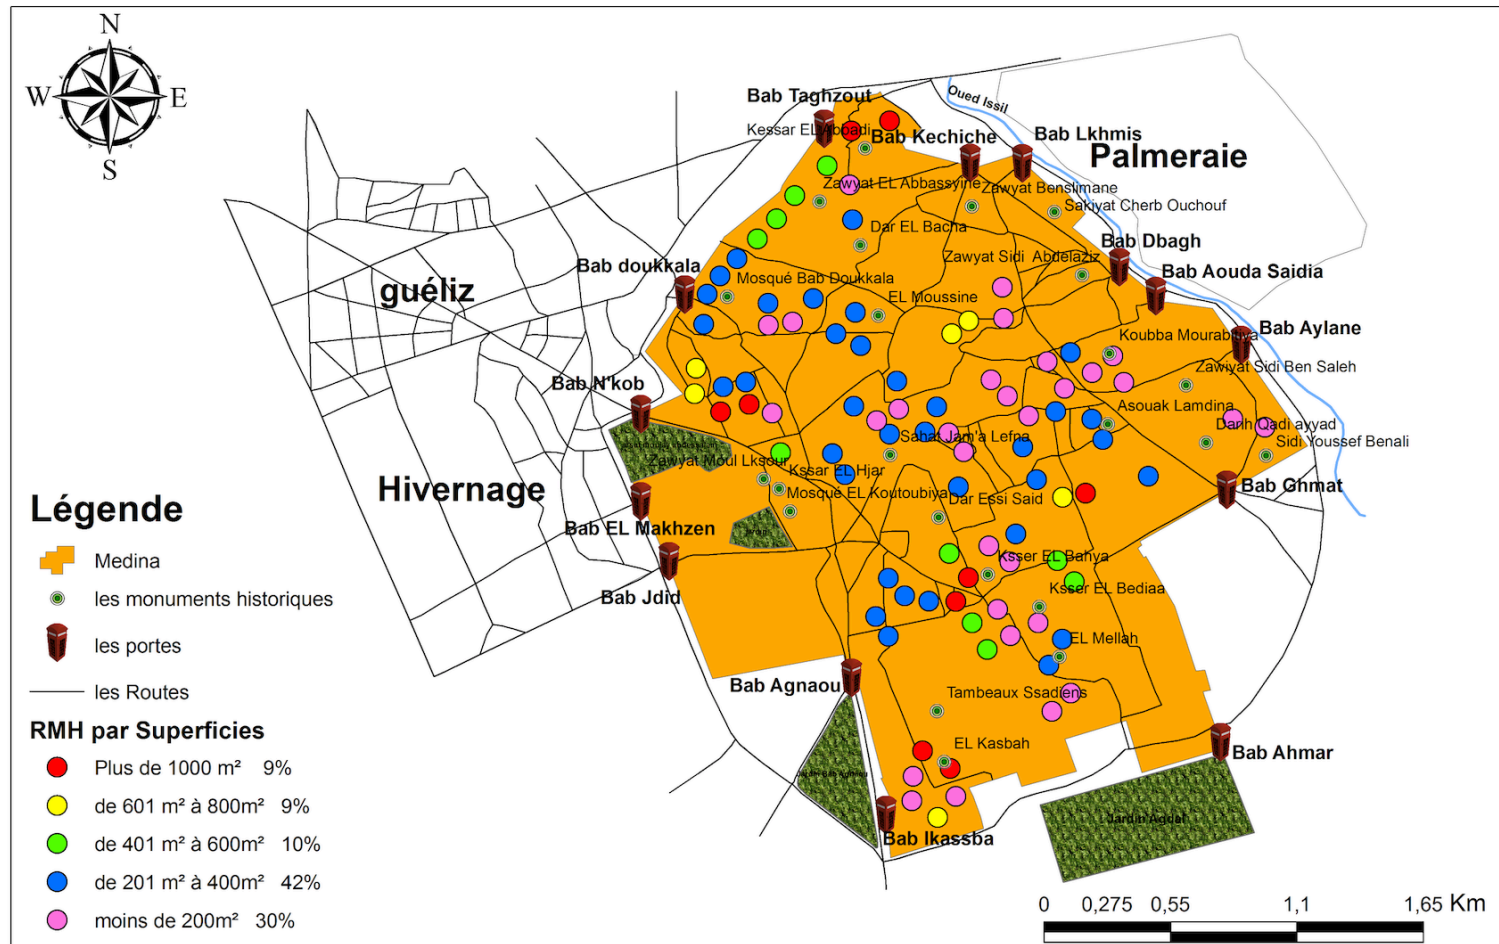 N
W
E
S
Oued Issil
Bab Taghzout
Kessar EL Abbadi
Bab Kechiche
Bab Lkhmis
Palmeraie
Zawyat EL Abbassyine
Zawyat Benslimane
Sakiyat Cherb Ouchouf
Dar EL Bacha
Bab Dbagh
Zawyat Sidi Abdelaziz
Bab doukkala
Bab Aouda Saidia
Mosqué Bab Doukkala
guéliz
EL Moussine
Bab Aylane
Koubba Mourabitiya
Zawiyat Sidi Ben Saleh
Bab N'kob
Asouak Lamdina
Darih Qadi ayyad
Sahat Jam'a Lefna
Sidi Youssef Benali
Zawyat Moul Lksour
Kssar EL Hjar
Hivernage
Bab Ghmat
Mosqué EL Koutoubiya
Dar Essi Said
Bab EL Makhzen
Ksser EL Bahya
Ksser EL Bediaa
Bab Jdid
EL Mellah
Bab Agnaou
Tambeaux Ssadiens
EL Kasbah
Bab Ahmar
Jardin Bab Agnaou
Jardin Agdal
Bab Ikassba
Légende
Medina
les monuments historiques
les portes
les Routes
RMH par Superficies
Plus de 1000 m² 9%
de 601 m² à 800m² 9%
de 401 m² à 600m² 10%
de 201 m² à 400m² 42%
moins de 200m² 30%
0 0,275 0,55 1,1 1,65 Km